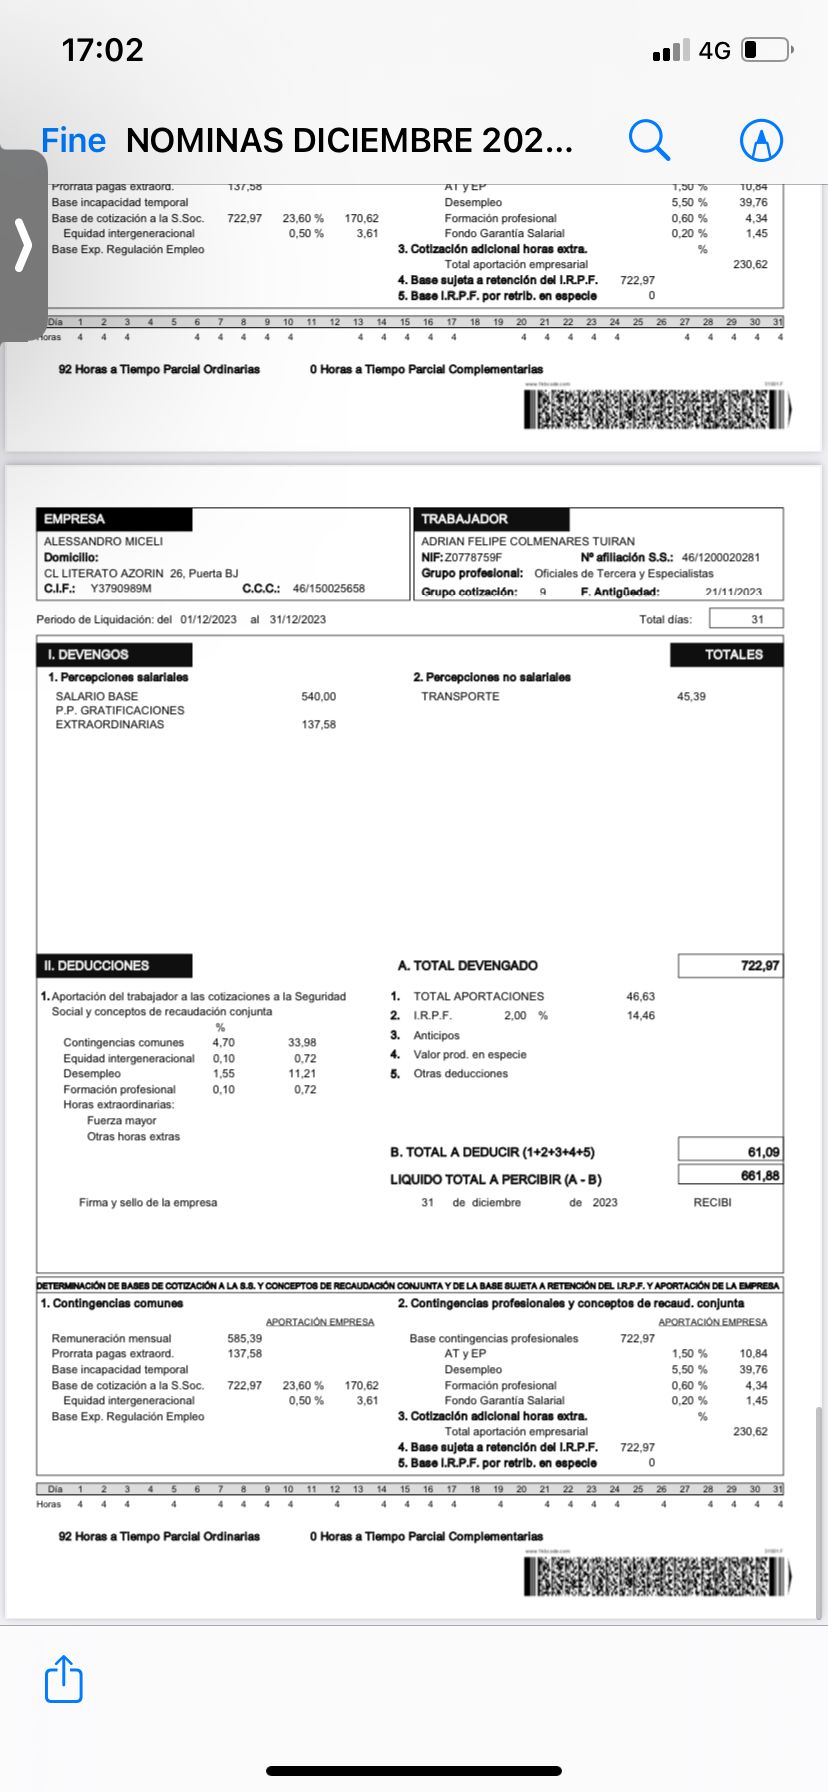 17:02
4G
Fine NOMINAS DICIEMBRE 202...
Prorrata pagas extraord. 137,58 AT y EP 1,50 % 10,84
Base incapacidad temporal Desempleo 5,50 % 39,76
Base de cotización a la S.Soc. 722,97 23,60 % 170,62 Formación profesional 0,60 % 4,34
Equidad intergeneracional 0,50 % 3,61 Fondo Garantía Salarial 0,20 % 1,45
Base Exp. Regulación Empleo 3. Cotización adicional horas extra. %
Total aportación empresarial 230,62
4. Base sujeta a retención del I.R.P.F. 722,97
5. Base I.R.P.F. por retrib. en especie 0
Día 1 2 3 4 5 6 7 8 9 10 11 12 13 14 15 16 17 18 19 20 21 22 23 24 25 26 27 28 29 30 31
Horas 4 4 4 4 4 4 4 4 4 4 4 4 4 4 4 4 4 4 4 4 4 4 4
92 Horas a Tiempo Parcial Ordinarias 0 Horas a Tiempo Parcial Complementarias
EMPRESA TRABAJADOR
ALESSANDRO MICELI ADRIAN FELIPE COLMENARES TUIRAN
Domicilio: NIF: Z0778759F Nº afiliación S.S.: 46/1200020281
CL LITERATO AZORIN 26, Puerta BJ Grupo profesional: Oficiales de Tercera y Especialistas
C.I.F.: Y3790989M C.C.C.: 46/150025658 Grupo cotización: 9 F. Antigüedad: 21/11/2023
Periodo de Liquidación: del 01/12/2023 al 31/12/2023 Total días: 31
I. DEVENGOS TOTALES
1. Percepciones salariales 2. Percepciones no salariales
SALARIO BASE 540,00 TRANSPORTE 45,39
P.P. GRATIFICACIONES
EXTRAORDINARIAS 137,58
II. DEDUCCIONES A. TOTAL DEVENGADO 722,97
1. Aportación del trabajador a las cotizaciones a la Seguridad 1. TOTAL APORTACIONES 46,63
Social y conceptos de recaudación conjunta 2. I.R.P.F. 2,00 % 14,46
% 3. Anticipos
Contingencias comunes 4,70 33,98 4. Valor prod. en especie
Equidad intergeneracional 0,10 0,72
Desempleo 1,55 11,21 5. Otras deducciones
Formación profesional 0,10 0,72
Horas extraordinarias:
Fuerza mayor
Otras horas extras
B. TOTAL A DEDUCIR (1+2+3+4+5) 61,09
LIQUIDO TOTAL A PERCIBIR (A - B) 661,88
Firma y sello de la empresa 31 de diciembre de 2023 RECIBI
DETERMINACIÓN DE BASES DE COTIZACIÓN A LA S.S. Y CONCEPTOS DE RECAUDACIÓN CONJUNTA Y DE LA BASE SUJETA A RETENCIÓN DEL I.R.P.F. Y APORTACIÓN DE LA EMPRESA
1. Contingencias comunes 2. Contingencias profesionales y conceptos de recaud. conjunta
APORTACIÓN EMPRESA APORTACIÓN EMPRESA
Remuneración mensual 585,39 Base contingencias profesionales 722,97
Prorrata pagas extraord. 137,58 AT y EP 1,50 % 10,84
Base incapacidad temporal Desempleo 5,50 % 39,76
Base de cotización a la S.Soc. 722,97 23,60 % 170,62 Formación profesional 0,60 % 4,34
Equidad intergeneracional 0,50 % 3,61 Fondo Garantía Salarial 0,20 % 1,45
Base Exp. Regulación Empleo 3. Cotización adicional horas extra. %
Total aportación empresarial 230,62
4. Base sujeta a retención del I.R.P.F. 722,97
5. Base I.R.P.F. por retrib. en especie 0
Día 1 2 3 4 5 6 7 8 9 10 11 12 13 14 15 16 17 18 19 20 21 22 23 24 25 26 27 28 29 30 31
Horas 4 4 4 4 4 4 4 4 4 4 4 4 4 4 4 4 4 4 4 4 4 4 4
92 Horas a Tiempo Parcial Ordinarias 0 Horas a Tiempo Parcial Complementarias